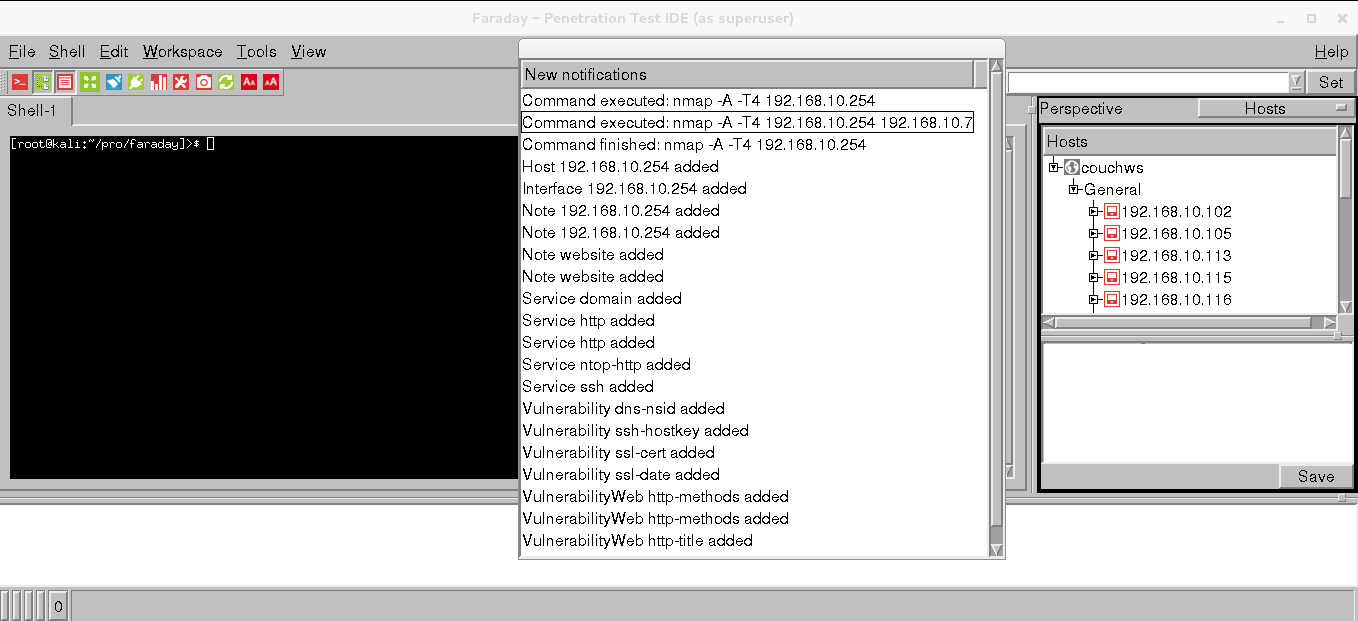 Faraday – Penetration Test IDE (as superuser)
File Shell Edit Workspace Tools View Help
Set
Shell-1
[root@kali:~/pro/faraday]>$
New notifications
Command executed: nmap -A -T4 192.168.10.254
Command executed: nmap -A -T4 192.168.10.254 192.168.10.7
Command finished: nmap -A -T4 192.168.10.254
Host 192.168.10.254 added
Interface 192.168.10.254 added
Note 192.168.10.254 added
Note 192.168.10.254 added
Note website added
Note website added
Service domain added
Service http added
Service http added
Service ntop-http added
Service ssh added
Vulnerability dns-nsid added
Vulnerability ssh-hostkey added
Vulnerability ssl-cert added
Vulnerability ssl-date added
VulnerabilityWeb http-methods added
VulnerabilityWeb http-methods added
VulnerabilityWeb http-title added
Perspective Hosts
Hosts
couchws
General
192.168.10.102
192.168.10.105
192.168.10.113
192.168.10.115
192.168.10.116
Save
0